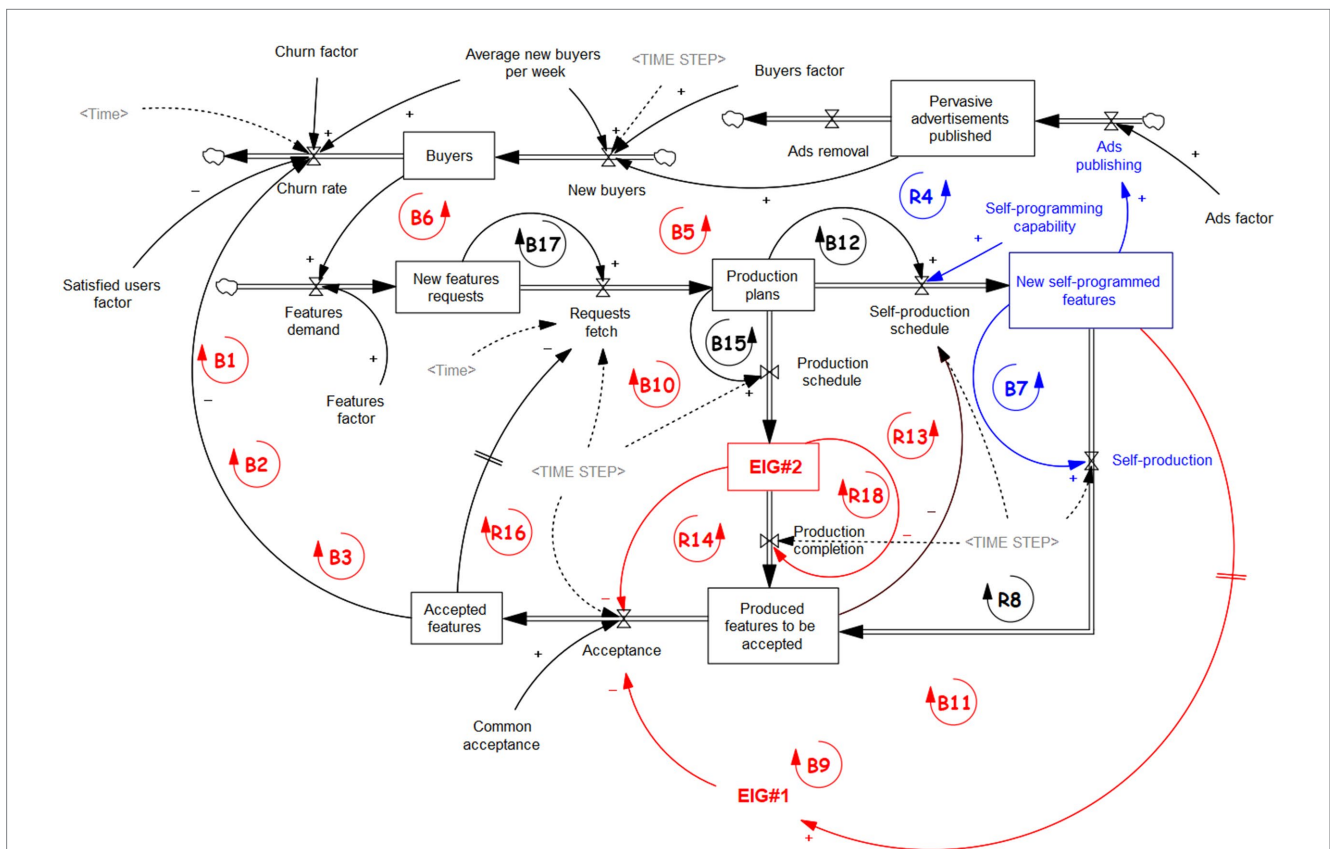 Churn factor
Average new buyers
per week
<TIME STEP>
Buyers factor
<Time>
Pervasive
advertisements
published
+
+
+
+
+
+
Buyers
Ads removal
Ads
publishing
−
Churn rate
New buyers
+
R4
+
+
B6
B5
Self-programming
capability
Ads factor
B17
B12
Satisfied users
factor
+
+
+
+
New features
requests
Production
plans
New self-programmed
features
Features
demand
Requests
fetch
Self-production
schedule
B1
B15
−
+
<Time>
−
B10
Production
schedule
B7
+
Features
factor
R13
B2
EIG#2
Self-production
<TIME STEP>
+
R18
−
R16
R14
Production
completion
−
<TIME STEP>
B3
R8
−
Accepted
features
Produced
features to be
accepted
+
Acceptance
−
B11
Common
acceptance
B9
EIG#1
+